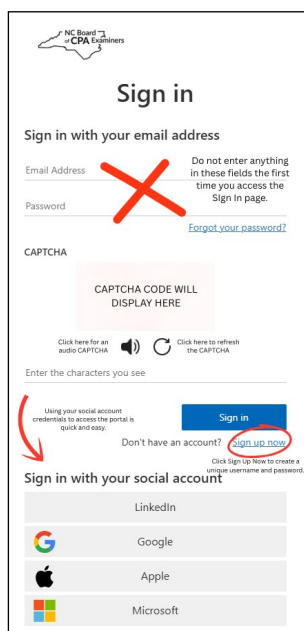 NC Board
of CPA Examiners
Sign in
Sign in with your email address
Email Address
Password
Do not enter anything
in these fields the first
time you access the
Sign In page.
Forgot your password?
CAPTCHA
CAPTCHA CODE WILL
DISPLAY HERE
Click here for an
audio CAPTCHA
Click here to refresh
the CAPTCHA
Enter the characters you see
Using your social account
credentials to access the portal is
quick and easy.
Sign in
Don't have an account? Sign up now
Click Sign Up Now to create a
unique username and password.
Sign in with your social account
LinkedIn
Google
Apple
Microsoft